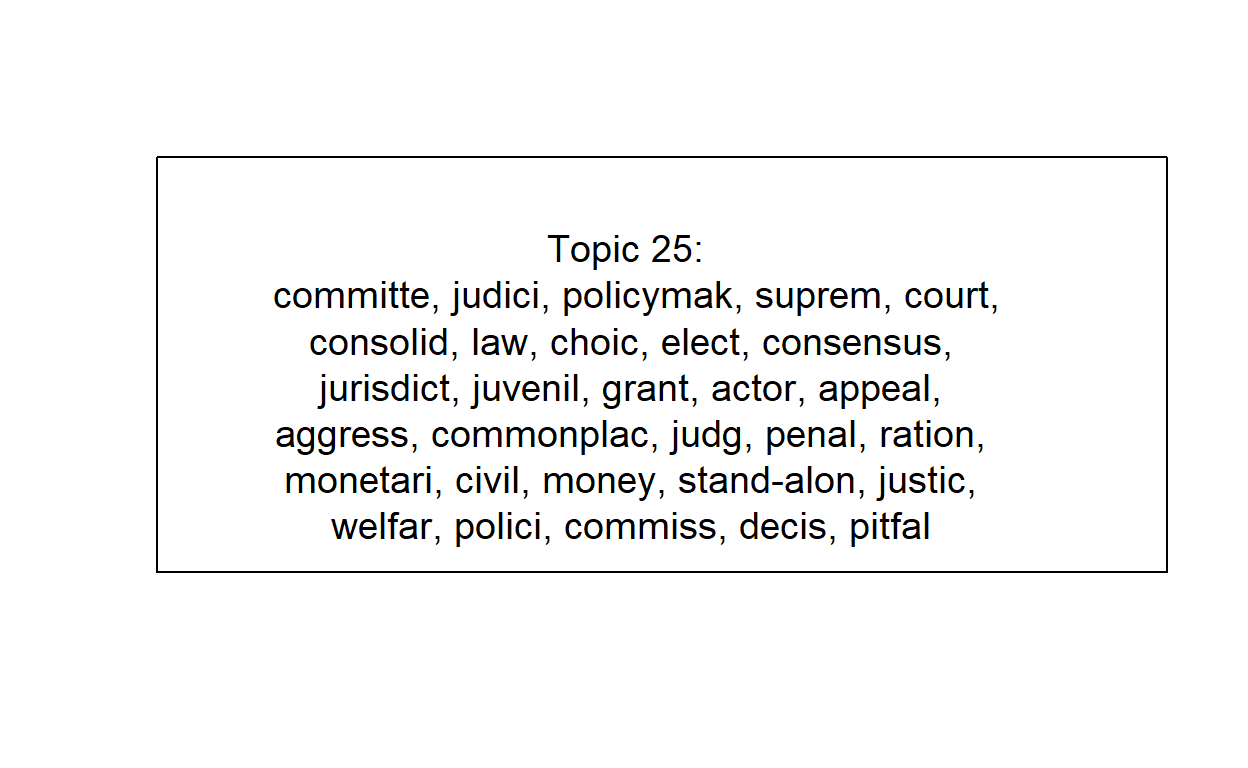 Topic 25:
committe, judici, policymak, suprem, court,
consolid, law, choic, elect, consensus,
jurisdict, juvenil, grant, actor, appeal,
aggress, commonplac, judg, penal, ration,
monetari, civil, money, stand-alon, justic,
welfar, polici, commiss, decis, pitfal